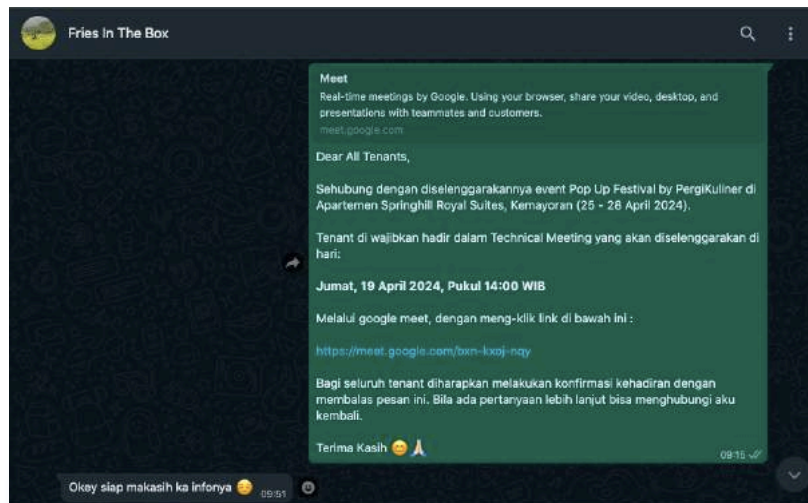 Fries In The Box
Meet
Real-time meetings by Google. Using your browser, share your video, desktop, and
presentations with teammates and customers.
meet.google.com
Dear All Tenants,
Sehubung dengan diselenggarakannya event Pop Up Festival by PergiKuliner di
Apartemen Springhill Royal Suites, Kemayoran (25 - 28 April 2024).
Tenant di wajibkan hadir dalam Technical Meeting yang akan diselenggarakan di
hari:
Jumat, 19 April 2024, Pukul 14:00 WIB
Melalui google meet, dengan meng-klik link di bawah ini :
https://meet.google.com/bxn-kxoj-nqy
Bagi seluruh tenant diharapkan melakukan konfirmasi kehadiran dengan
membalas pesan ini. Bila ada pertanyaan lebih lanjut bisa menghubungi aku
kembali.
Terima Kasih 😊🙏
09:15
Okey siap makasih ka infonya ☺️ 09:51